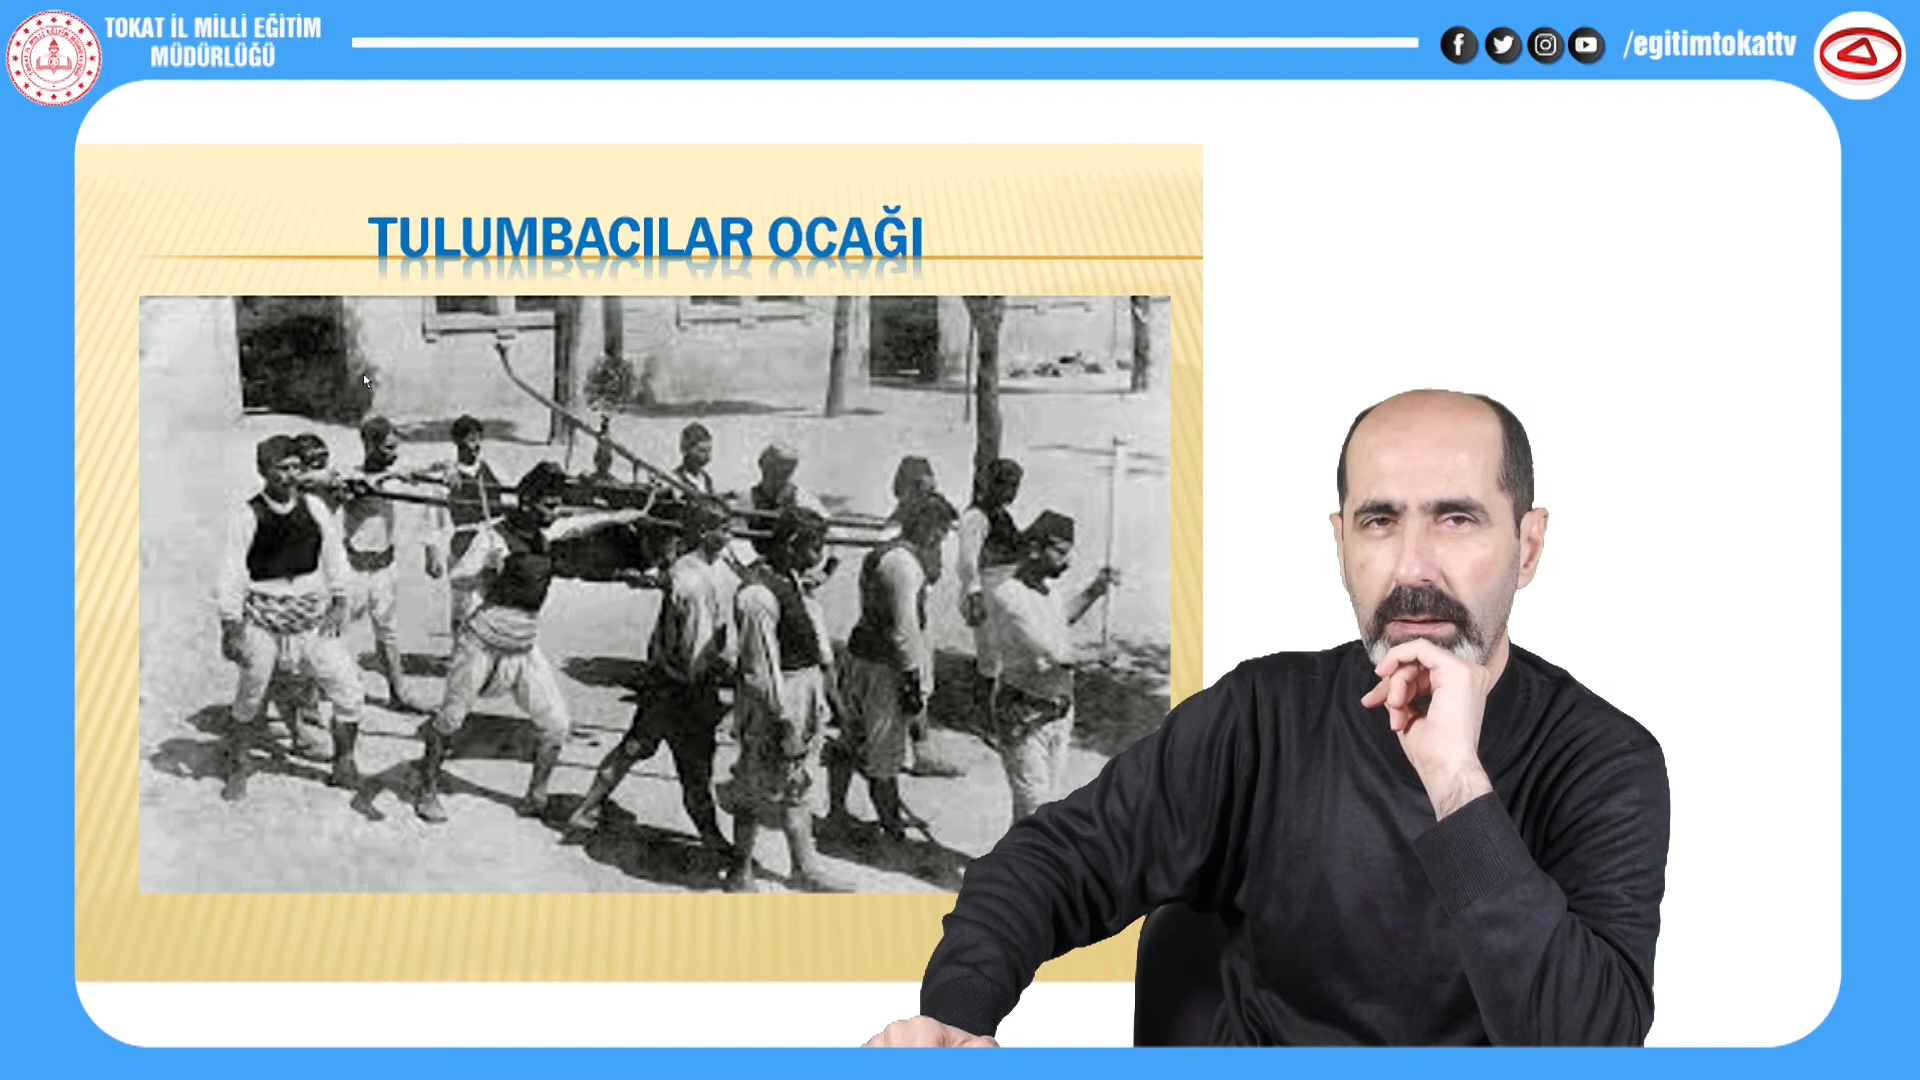 TOKAT İL MİLLİ EĞİTİM
MÜDÜRLÜĞÜ
/egitimtokattv
TULUMBACILAR OCAĞI